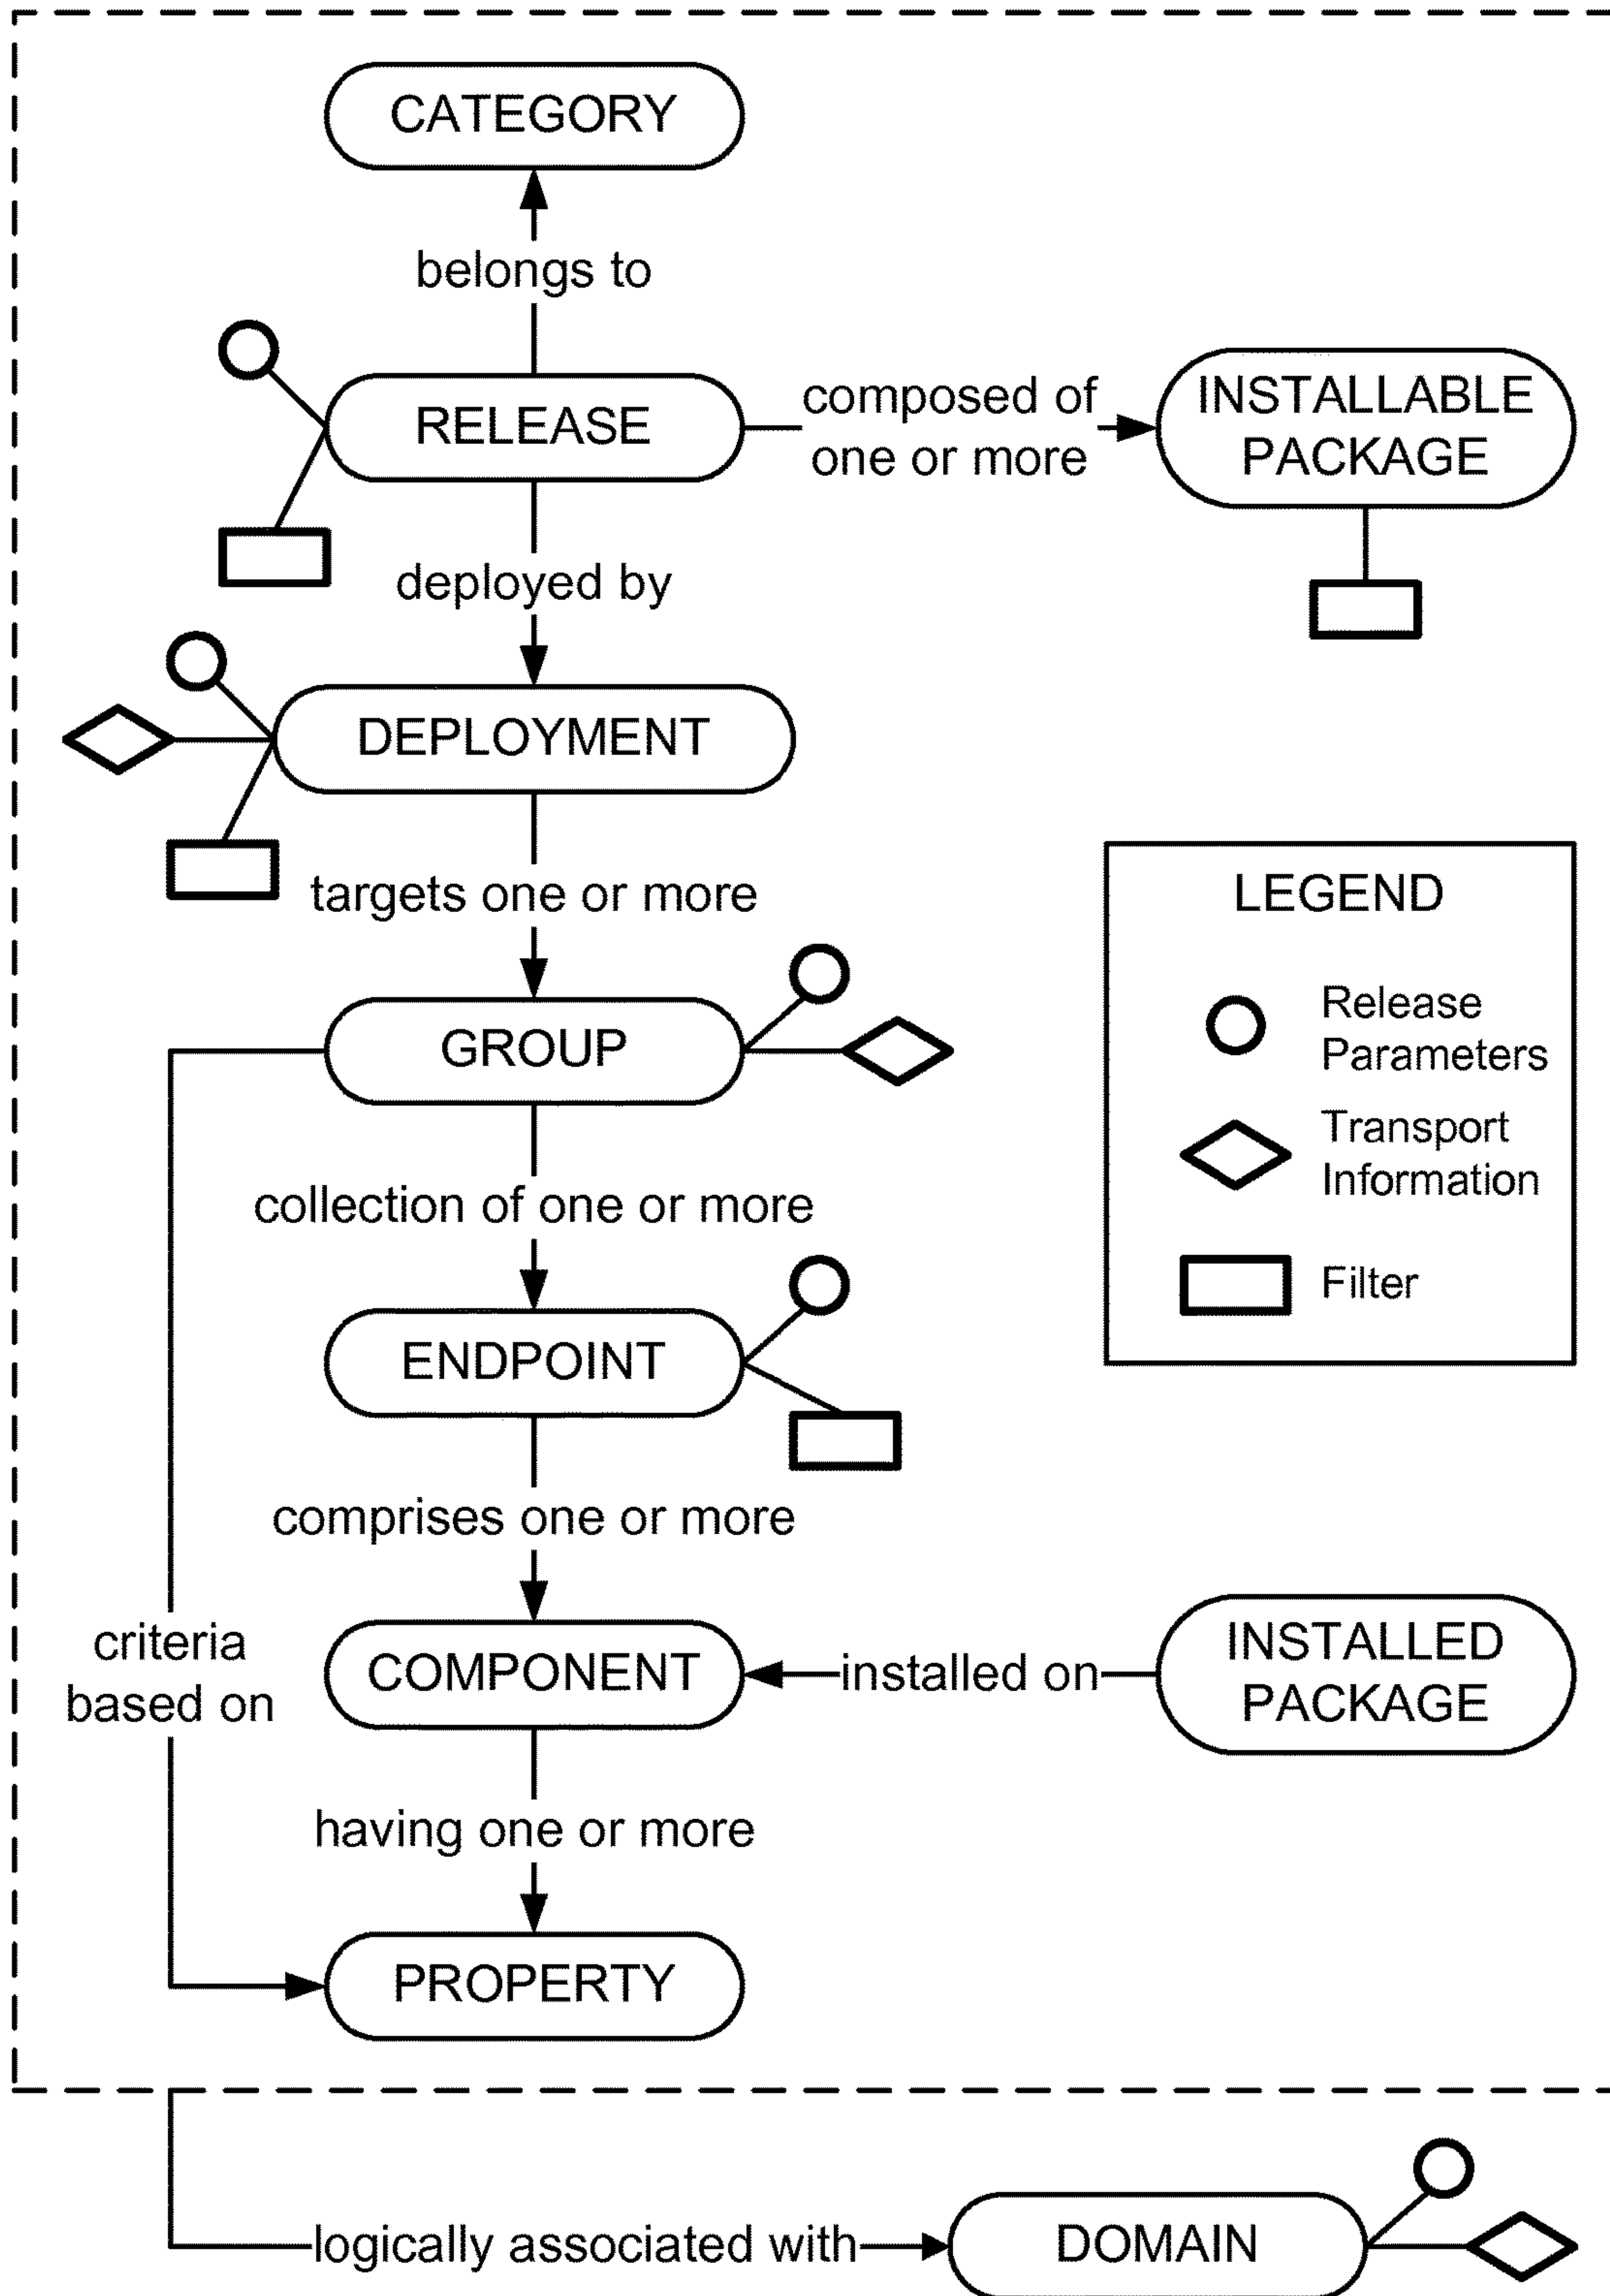 CATEGORY
belongs to
RELEASE
composed of
one or more
INSTALLABLE
PACKAGE
deployed by
DEPLOYMENT
targets one or more
LEGEND
Release
Parameters
Transport
Information
Filter
GROUP
collection of one or more
ENDPOINT
comprises one or more
criteria
based on
COMPONENT
installed on
INSTALLED
PACKAGE
having one or more
PROPERTY
logically associated with
DOMAIN